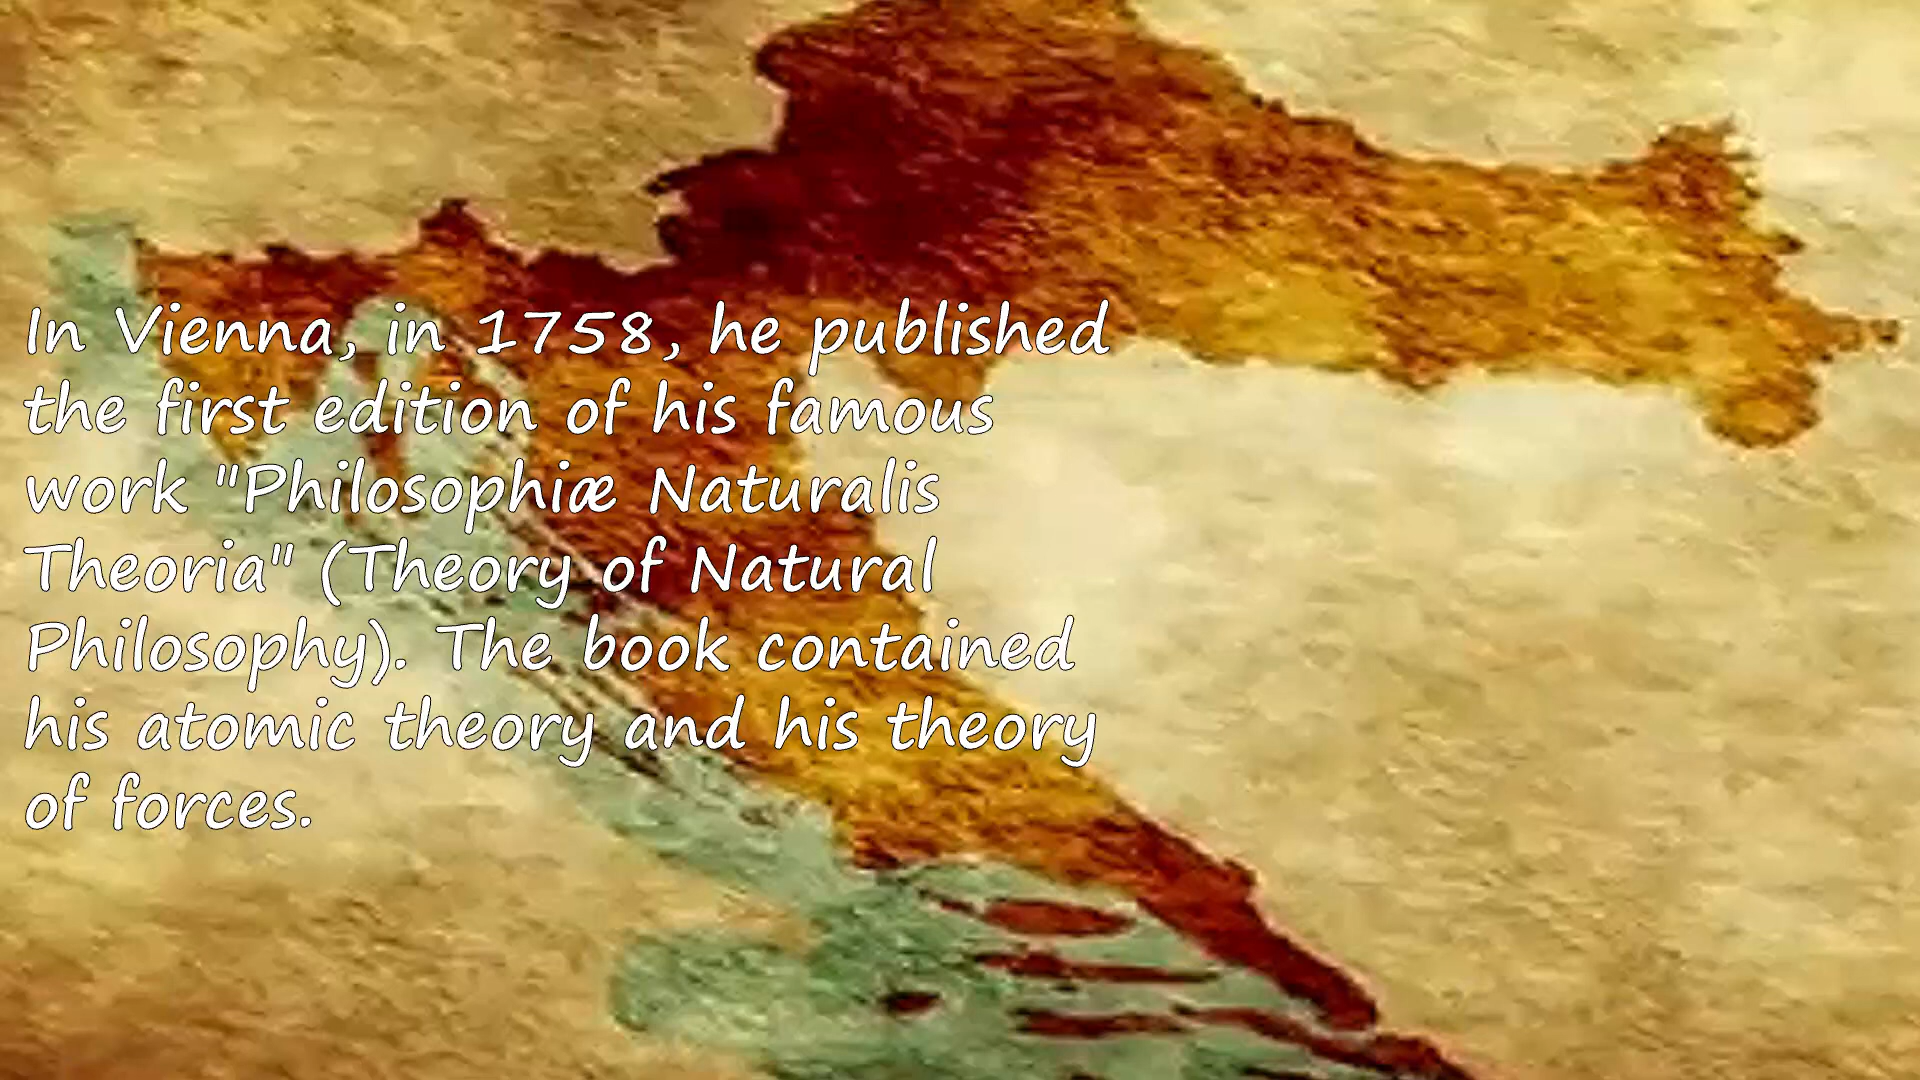 In Vienna, in 1758, he published
the first edition of his famous
work "Philosophiæ Naturalis
Theoria" (Theory of Natural
Philosophy). The book contained
his atomic theory and his theory
of forces.